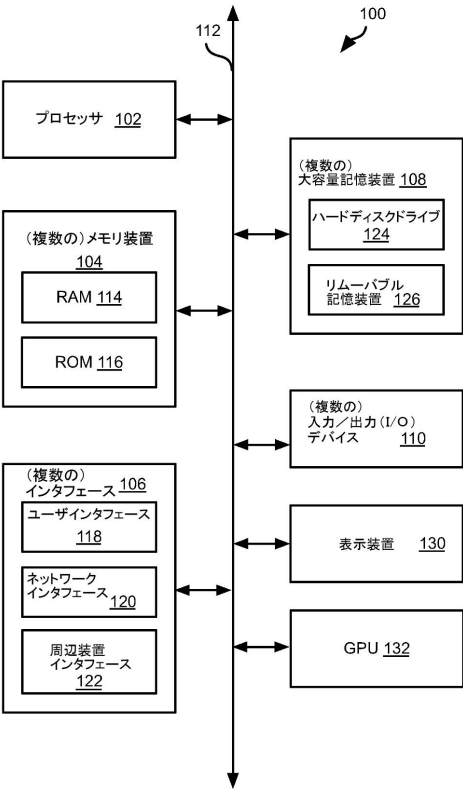 112
100
プロセッサ 102
(複数の)メモリ装置
104
RAM 114
ROM 116
(複数の)
インタフェース 106
ユーザインタフェース
118
ネットワーク
インタフェース 120
周辺装置
インタフェース
122
(複数の)
大容量記憶装置 108
ハードディスクドライブ
124
リムーバブル
記憶装置 126
(複数の)
入力/出力(I/O)
デバイス 110
表示装置 130
GPU 132